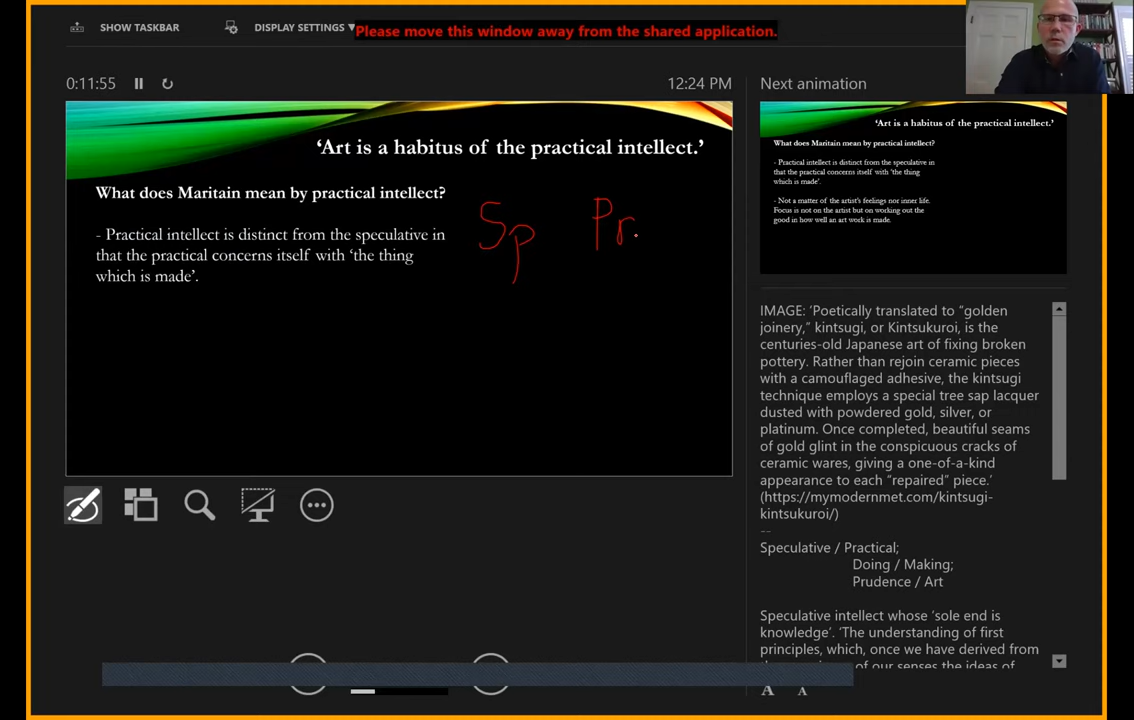 SHOW TASKBAR
DISPLAY SETTINGS ▼
Please move this window away from the shared application.
0:11:55
12:24 PM
Next animation
'Art is a habitus of the practical intellect.'
What does Maritain mean by practical intellect?
- Practical intellect is distinct from the speculative in
that the practical concerns itself with 'the thing
which is made'.
Sp Pr
'Art is a habitus of the practical intellect.'
What does Maritain mean by practical intellect?
- Practical intellect is distinct from the speculative in
that the practical concerns itself with 'the thing
which is made'.
- Not a matter of the artist's feelings nor inner life.
Focus is not on the artist but on working out the
good in how well an art work is made.
IMAGE: 'Poetically translated to "golden
joinery," kintsugi, or Kintsukuroi, is the
centuries-old Japanese art of fixing broken
pottery. Rather than rejoin ceramic pieces
with a camouflaged adhesive, the kintsugi
technique employs a special tree sap lacquer
dusted with powdered gold, silver, or
platinum. Once completed, beautiful seams
of gold glint in the conspicuous cracks of
ceramic wares, giving a one-of-a-kind
appearance to each "repaired" piece.'
(https://mymodernmet.com/kintsugi-
kintsukuroi/)
--
Speculative / Practical;
Doing / Making;
Prudence / Art
Speculative intellect whose 'sole end is
knowledge'. 'The understanding of first
principles, which, once we have derived from
of our senses the ideas of
A A